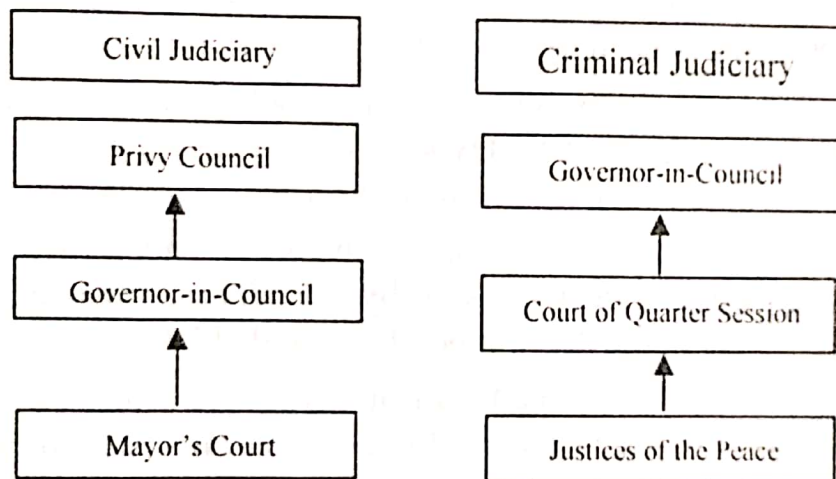 Civil Judiciary
Privy Council
Governor-in-Council
Mayor's Court
Criminal Judiciary
Governor-in-Council
Court of Quarter Session
Justices of the Peace